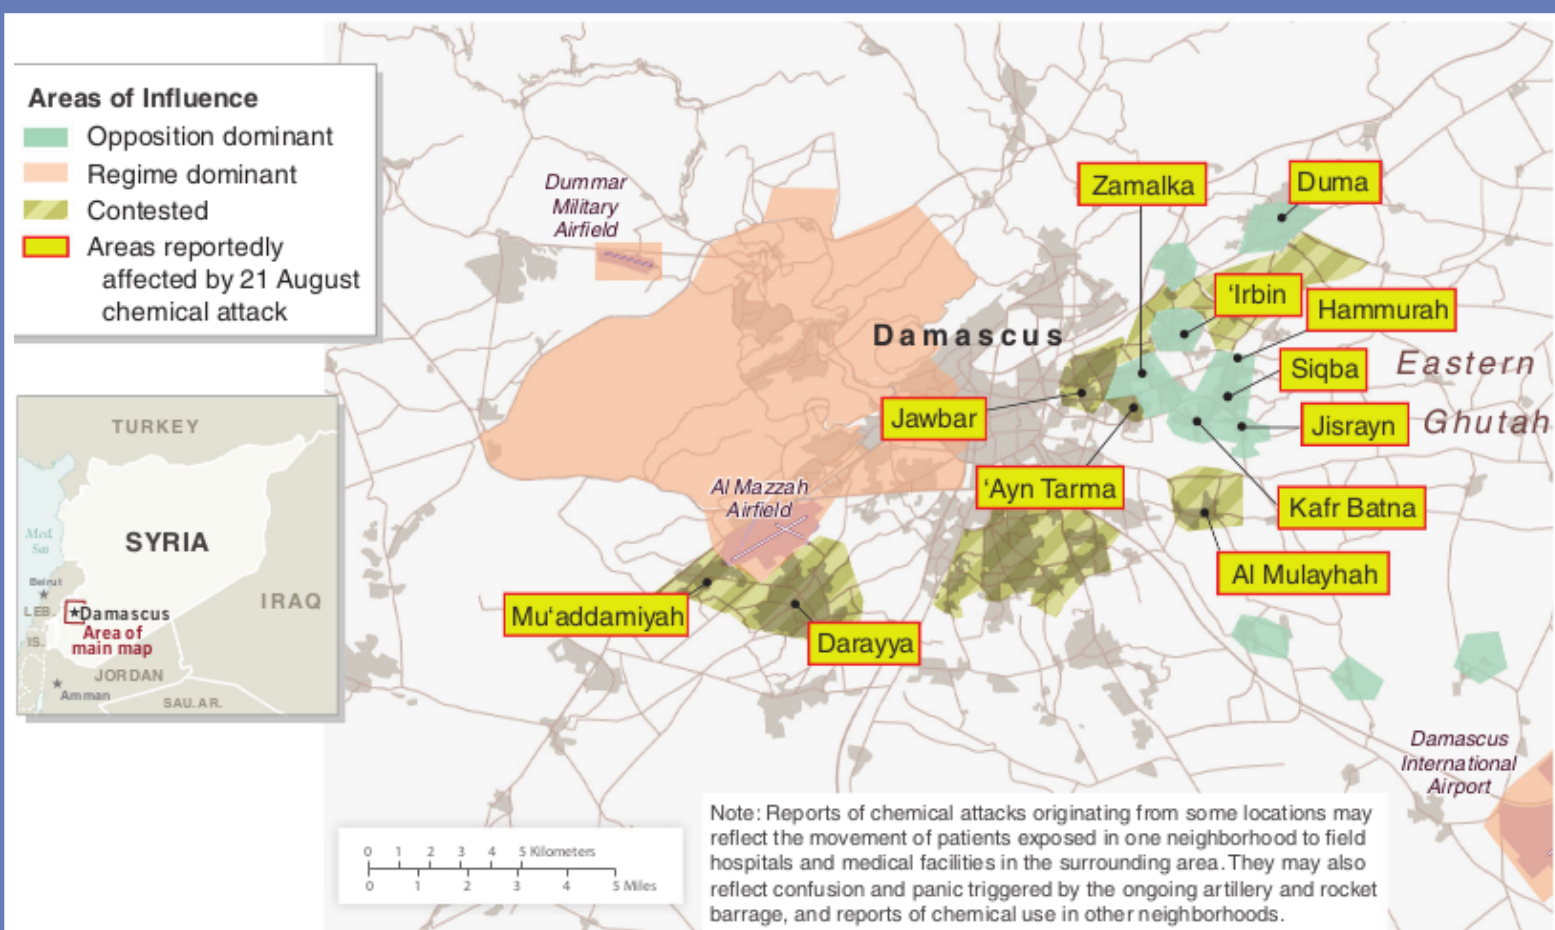 Areas of Influence
Opposition dominant
Regime dominant
Contested
Areas reportedly
affected by 21 August
chemical attack
TURKEY
SYRIA
Med.
Sea
Beirut
LEB.
Damascus
Area of
main map
IRAQ
IS.
JORDAN
Amman
SAU. AR.
Dummar
Military
Airfield
Zamalka
Duma
‘Irbin
Hammurah
Damascus
Siqba
Eastern
Ghutah
Jawbar
Jisrayn
‘Ayn Tarma
Kafr Batna
Al Mazzah
Airfield
Al Mulayhah
Mu‘addamiyah
Darayya
Damascus
International
Airport
0 1 2 3 4 5 Kilometers
0 1 2 3 4 5 Miles
Note: Reports of chemical attacks originating from some locations may
reflect the movement of patients exposed in one neighborhood to field
hospitals and medical facilities in the surrounding area. They may also
reflect confusion and panic triggered by the ongoing artillery and rocket
barrage, and reports of chemical use in other neighborhoods.